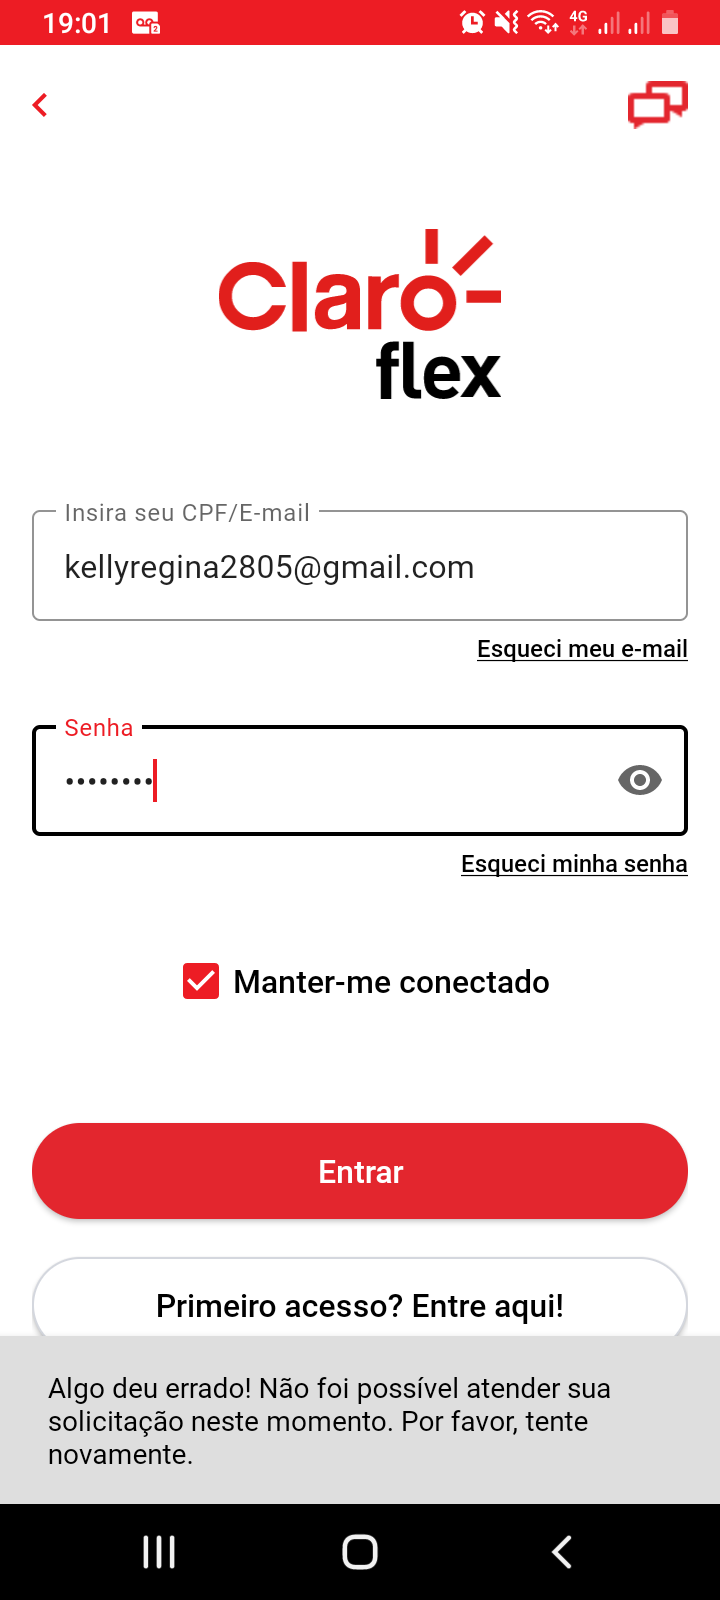 19:01
4G
Claro
flex
Insira seu CPF/E-mail
kellyregina2805@gmail.com
Esqueci meu e-mail
Senha
••••••••
Esqueci minha senha
Manter-me conectado
Entrar
Primeiro acesso? Entre aqui!
Algo deu errado! Não foi possível atender sua
solicitação neste momento. Por favor, tente
novamente.